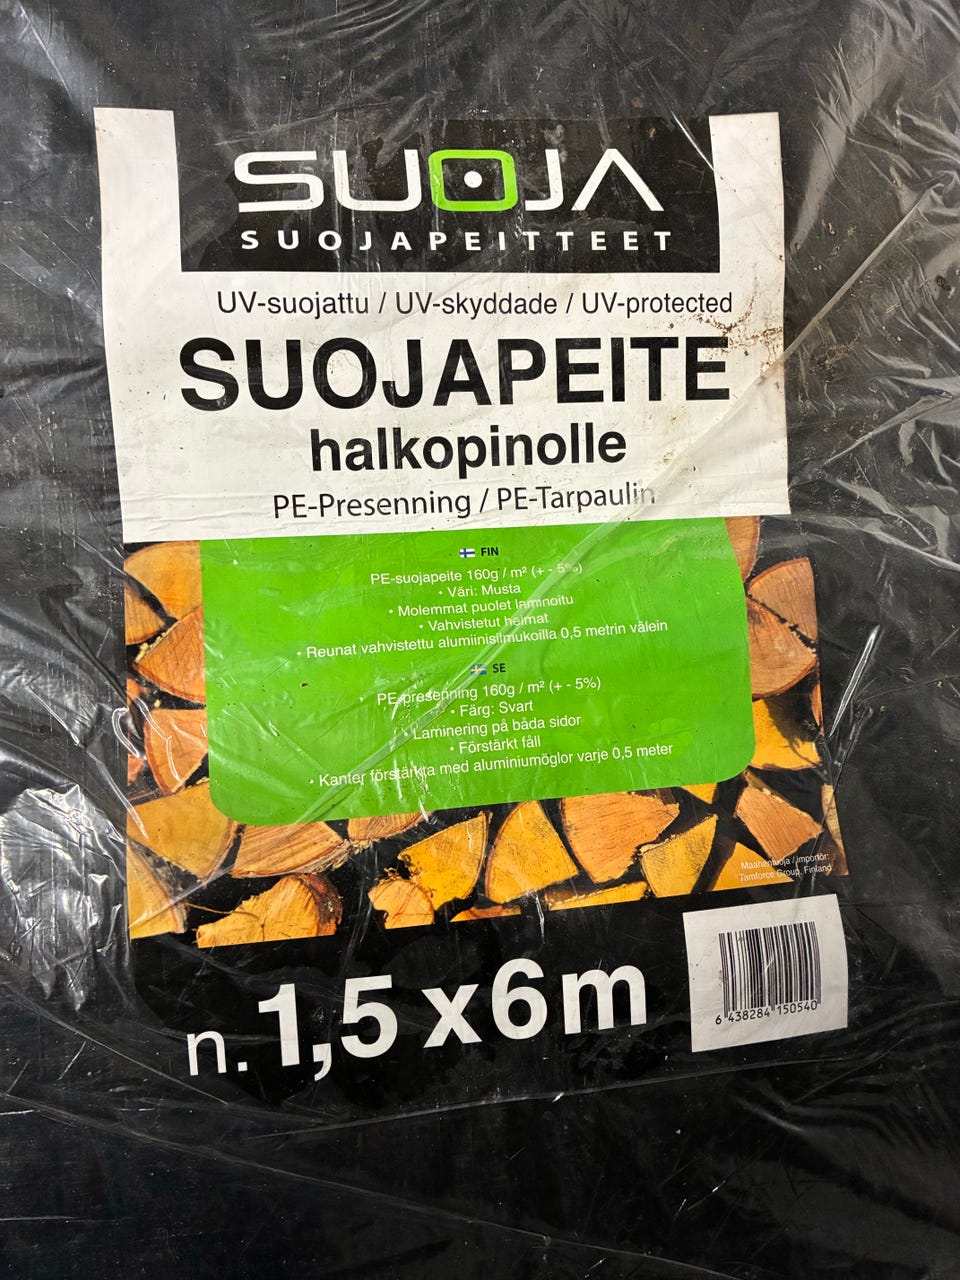 SUOJA
SUOJAPEITTEET
UV-suojattu / UV-skyddade / UV-protected
SUOJAPEITE
halkopinolle
PE-Presenning / PE-Tarpaulin
FIN
PE-suojapeite 160g / m² (+ - 5%)
• Väri: Musta
• Molemmat puolet laminoitu
• Vahvistetut helmat
• Reunat vahvistettu alumiinisilmukoilla 0,5 metrin välein
SE
PE-presenning 160g / m² (+ - 5%)
• Färg: Svart
• Laminering på båda sidor
• Förstärkt fåll
• Kanter förstärkta med aluminiumöglor varje 0,5 meter
Maahantuoja / importör:
Tamforce Group, Finland
n. 1,5 x 6 m
6 438284 150540